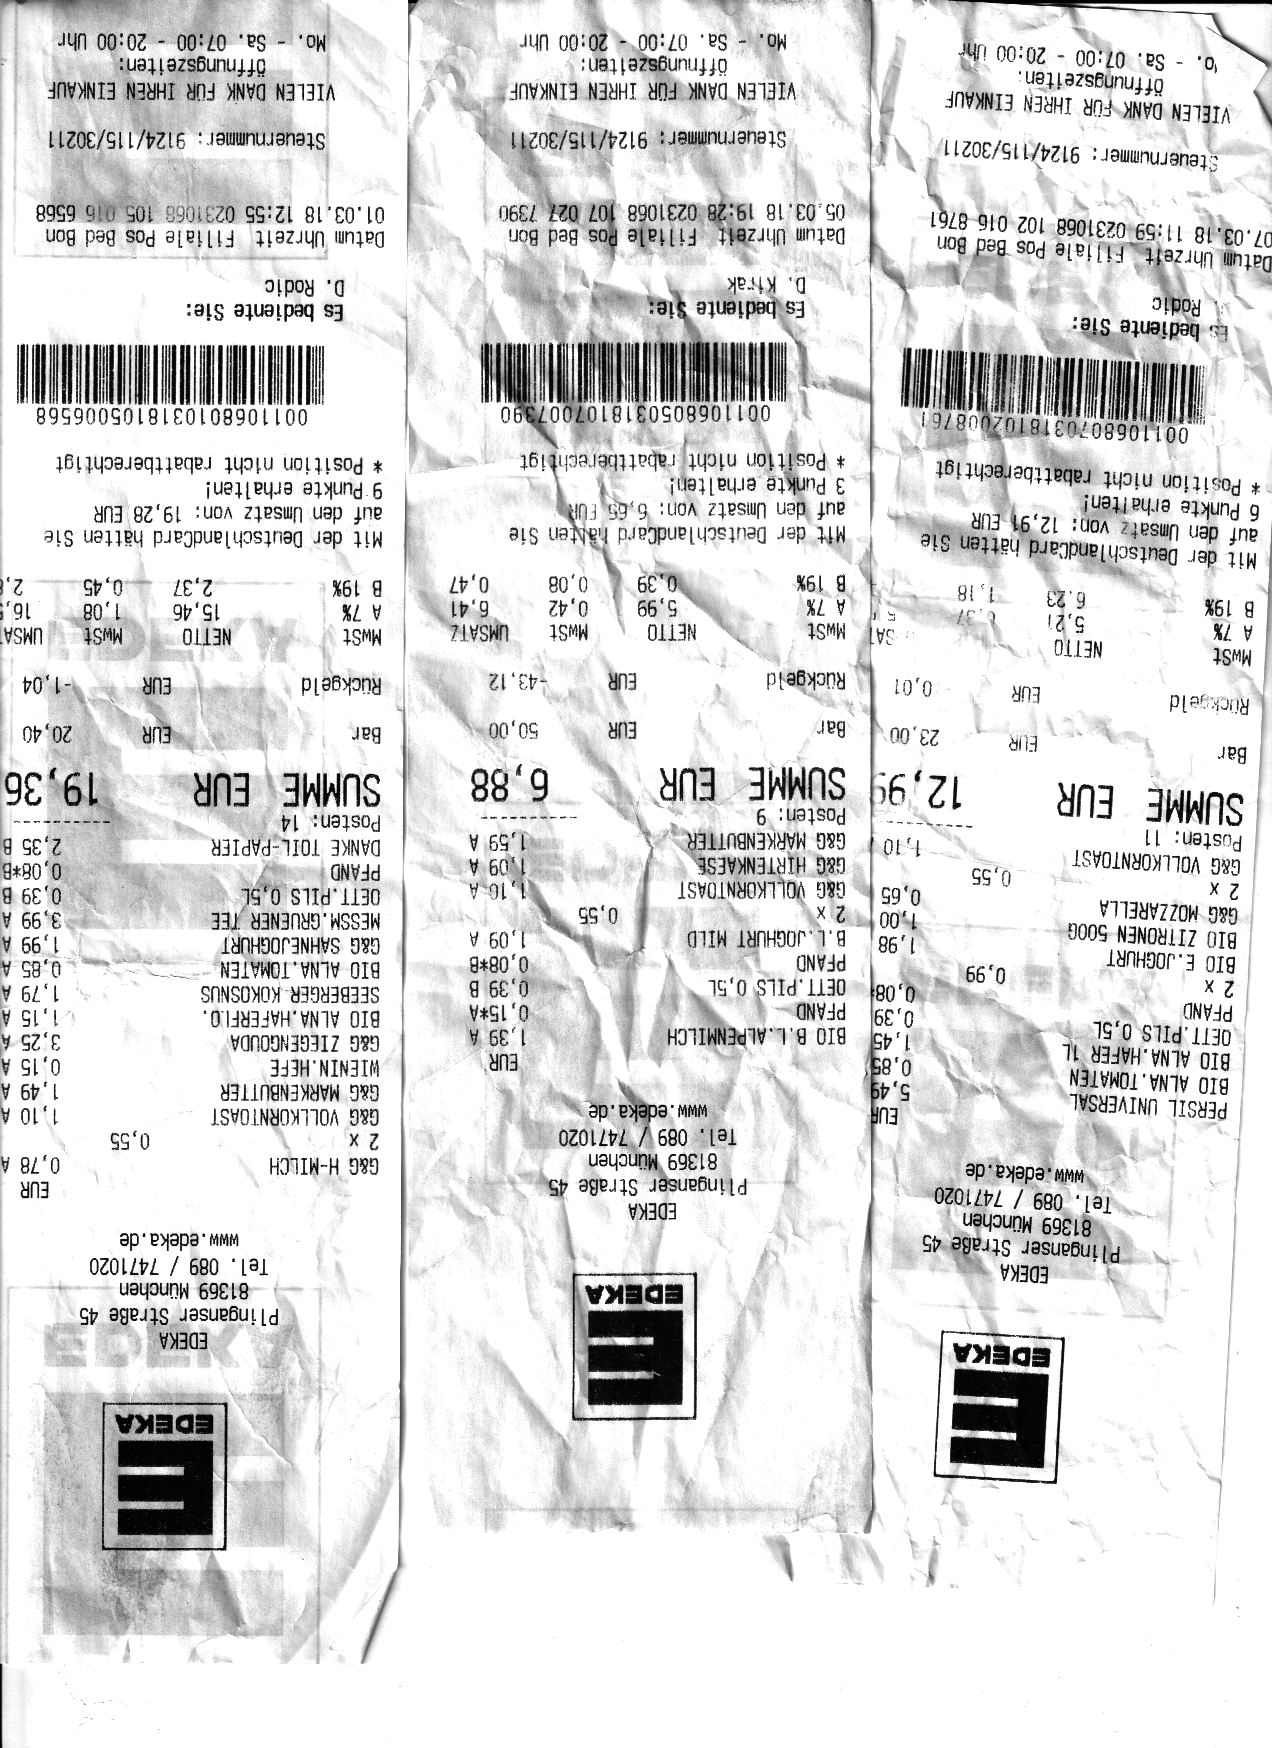 EDEKA
EDEKA
Plinganser Straße 45
81369 München
Tel. 089 / 7471020
www.edeka.de
EUR
PERSIL UNIVERSAL 5,49
BIO ALNA.TOMATEN 0,85
BIO ALNA.HAFER 1L 1,45
OETT.PILS 0,5L 0,39
PFAND 0,08*
2 x 0,99
BIO E.JOGHURT 1,98
BIO ZITRONEN 500G 1,00
G&G MOZZARELLA 0,65
2 x 0,55
G&G VOLLKORNTOAST 1,10
Posten: 11
SUMME EUR 12,99
Bar EUR 23,00
Rückgeld EUR 0,01
MwSt NETTO
A 7%
B 19% 6,23 1,18
Mit der DeutschlandCard hätten Sie
auf den Umsatz von: 12,91 EUR
6 Punkte erhalten!
* Position nicht rabattberechtigt
00110680703181020008761
Es bediente Sie:
Rodic
Datum Uhrzeit Filiale Pos Bed Bon
07.03.18 11:59 0231068 102 016 8761
Steuernummer: 9124/115/30211
VIELEN DANK FÜR IHREN EINKAUF
Öffnungszeiten:
o. - Sa. 07:00 - 20:00 Uhr
EDEKA
EDEKA
Plinganser Straße 45
81369 München
Tel. 089 / 7471020
www.edeka.de
EUR
BIO B.L.ALPENMILCH 1,39 A
PFAND 0,15*A
OETT.PILS 0,5L 0,39 B
PFAND 0,08*B
B.L.JOGHURT MILD 1,09 A
2 x 0,55
G&G VOLLKORNTOAST 1,10 A
G&G HIRTENKAESE 1,09 A
G&G MARKENBUTTER 1,59 A
Posten: 9
SUMME EUR 6,88
Bar EUR 50,00
Rückgeld EUR -43,12
MwSt NETTO MwSt UMSATZ
A 7% 5,99 0,42 6,41
B 19% 0,39 0,08 0,47
Mit der DeutschlandCard hätten Sie
auf den Umsatz von: 6,65 EUR
3 Punkte erhalten!
* Position nicht rabattberechtigt
00110680503181070007390
Es bediente Sie:
D. Kirak
Datum Uhrzeit Filiale Pos Bed Bon
05.03.18 19:28 0231068 107 027 7390
Steuernummer: 9124/115/30211
VIELEN DANK FÜR IHREN EINKAUF
Öffnungszeiten:
Mo. - Sa. 07:00 - 20:00 Uhr
EDEKA
EDEKA
Plinganser Straße 45
81369 München
Tel. 089 / 7471020
www.edeka.de
EUR
G&G H-MILCH 0,78 A
2 x 0,55
G&G VOLLKORNTOAST 1,10 A
G&G MARKENBUTTER 1,49 A
WIENIN.HEFE 0,15 A
G&G ZIEGENGOUDA 3,25 A
BIO ALNA.HAFERFLO. 1,15 A
SEEBERGER KOKOSNUS 1,79 A
BIO ALNA.TOMATEN 0,85 A
G&G SAHNEJOGHURT 1,99 A
MESSM.GRUENER TEE 3,99 A
OETT.PILS 0,5L 0,39 B
PFAND 0,08*B
DANKE TOIL-PAPIER 2,35 B
Posten: 14
SUMME EUR 19,36
Bar EUR 20,40
Rückgeld EUR -1,04
MwSt NETTO MwSt UMSA
A 7% 15,46 1,08 16,
B 19% 2,37 0,45 2,
Mit der DeutschlandCard hätten Sie
auf den Umsatz von: 19,28 EUR
9 Punkte erhalten!
* Position nicht rabattberechtigt
00110680103181050006568
Es bediente Sie:
D. Rodic
Datum Uhrzeit Filiale Pos Bed Bon
01.03.18 12:55 0231068 105 016 6568
Steuernummer: 9124/115/30211
VIELEN DANK FÜR IHREN EINKAUF
Öffnungszeiten:
Mo. - Sa. 07:00 - 20:00 Uhr